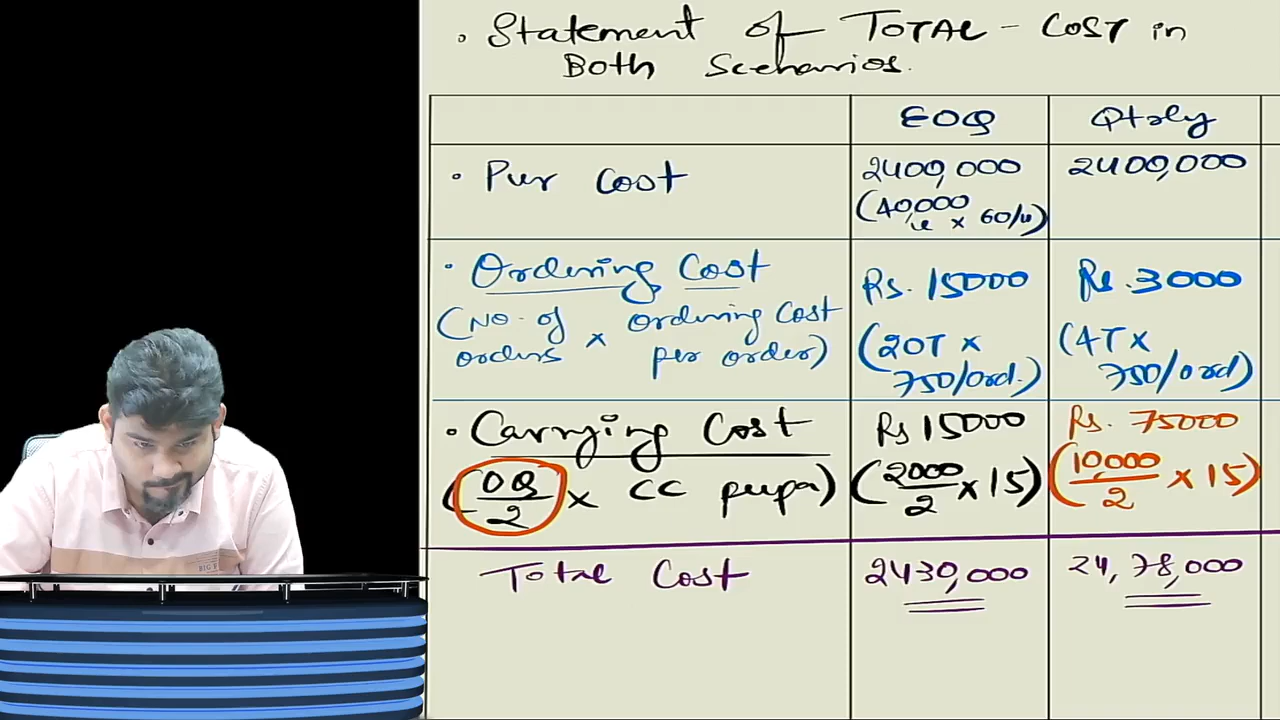 • Statement of TOTAL - COST in
Both Scenarios.
EOQ
Qtrly
• Pur Cost
2400,000
(40,000
u x 60/u)
2400,000
• Ordering Cost
(No. of orders x ordering Cost per order)
Rs. 15000
(20T x
750/ord.)
Rs. 3000
(4T x
750/ord)
• Carrying Cost
(OQ/2 x CC pupa)
Rs 15000
(2000/2 x 15)
Rs. 75000
(10,000/2 x 15)
Total Cost
2430,000
24,78,000